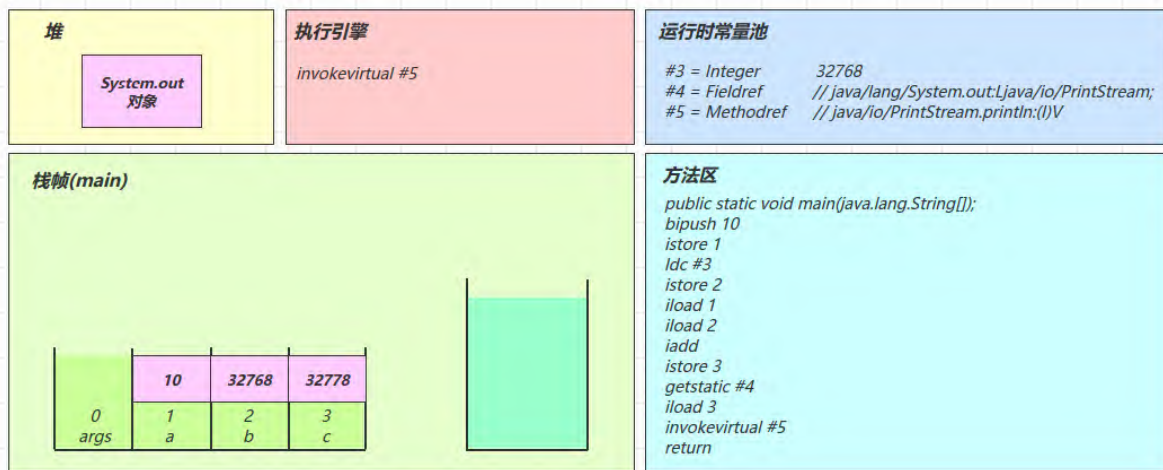 堆
System.out
对象
执行引擎
invokevirtual #5
运行时常量池
#3 = Integer 32768
#4 = Fieldref // java/lang/System.out:Ljava/io/PrintStream;
#5 = Methodref // java/io/PrintStream.println:(I)V
栈帧(main)
10 32768 32778
0 1 2 3
args a b c
方法区
public static void main(java.lang.String[]);
bipush 10
istore 1
ldc #3
istore 2
iload 1
iload 2
iadd
istore 3
getstatic #4
iload 3
invokevirtual #5
return